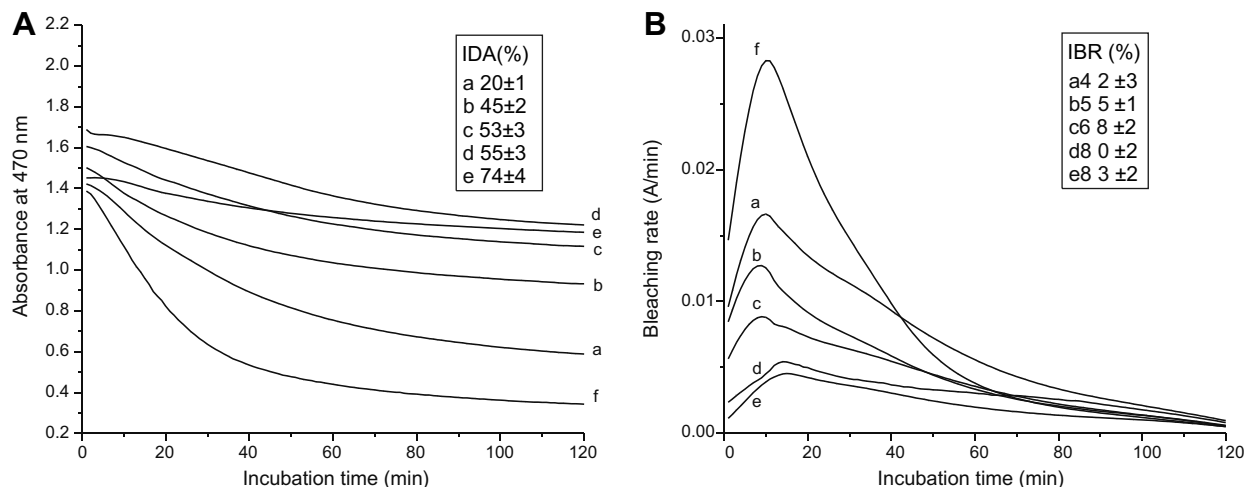 A
2.2
2.0
1.8
1.6
1.4
1.2
1.0
0.8
0.6
0.4
0.2
Absorbance at 470 nm
0 20 40 60 80 100 120
Incubation time (min)
IDA(%)
a 20±1
b 45±2
c 53±3
d 55±3
e 74±4
d
e
c
b
a
f
B
0.03
0.02
0.01
0.00
Bleaching rate (A/min)
0 20 40 60 80 100 120
Incubation time (min)
IBR (%)
a4 2 ±3
b5 5 ±1
c6 8 ±2
d8 0 ±2
e8 3 ±2
f
a
b
c
d
e